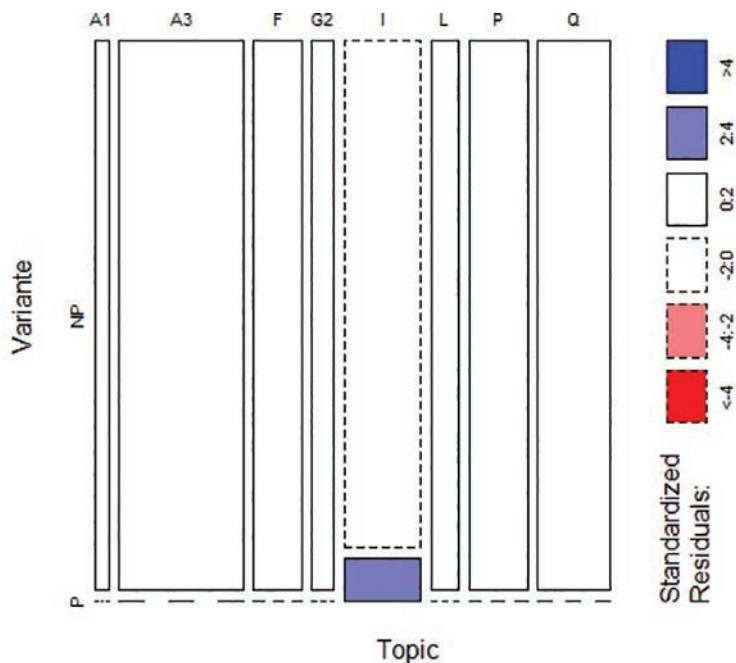 A1 A3 F G2 I L P Q
Variante
NP
P
Topic
Standardized
Residuals:
<-4
-4:-2
-2:0
0:2
2:4
>4